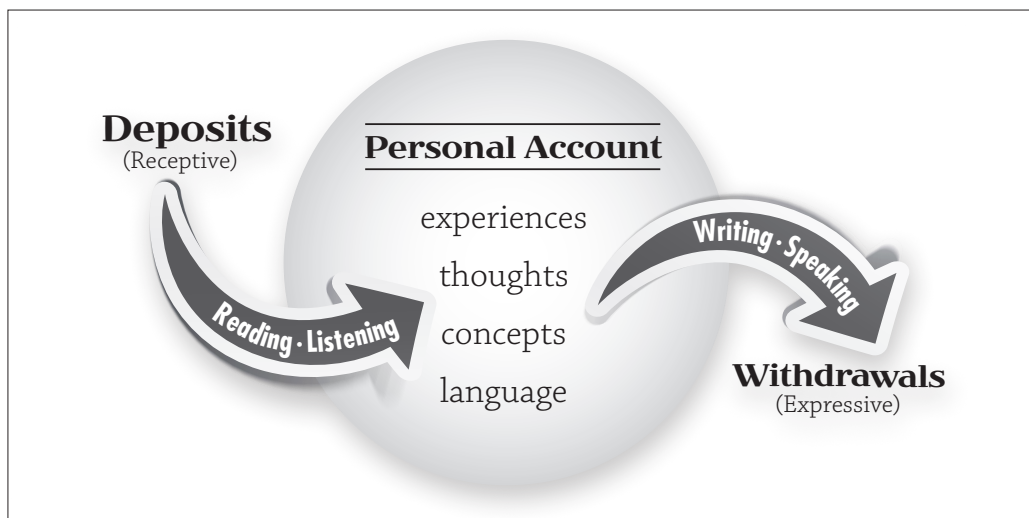 Deposits
(Receptive)
Reading · Listening
Personal Account
experiences
thoughts
concepts
language
Writing · Speaking
Withdrawals
(Expressive)